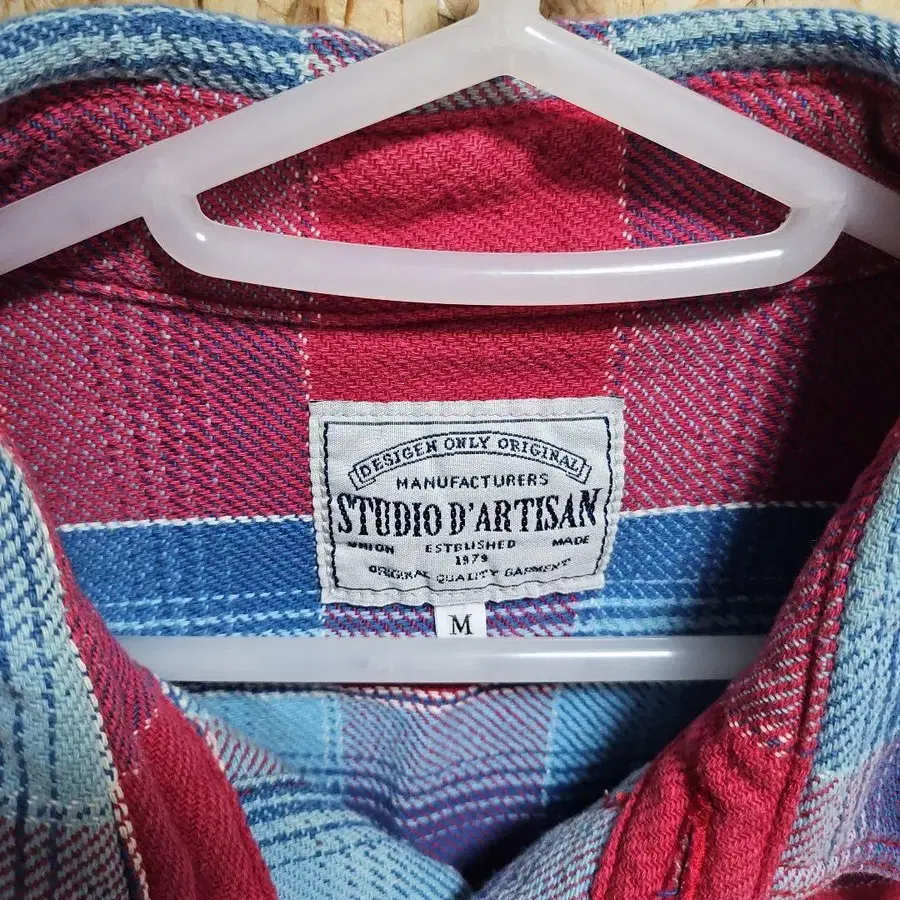 DESIGEN ONLY ORIGINAL
MANUFACTURERS
STUDIO D'ARTISAN
UNION ESTBLISHED MADE
1979
ORIGINAL QUALITY GARMENT
M